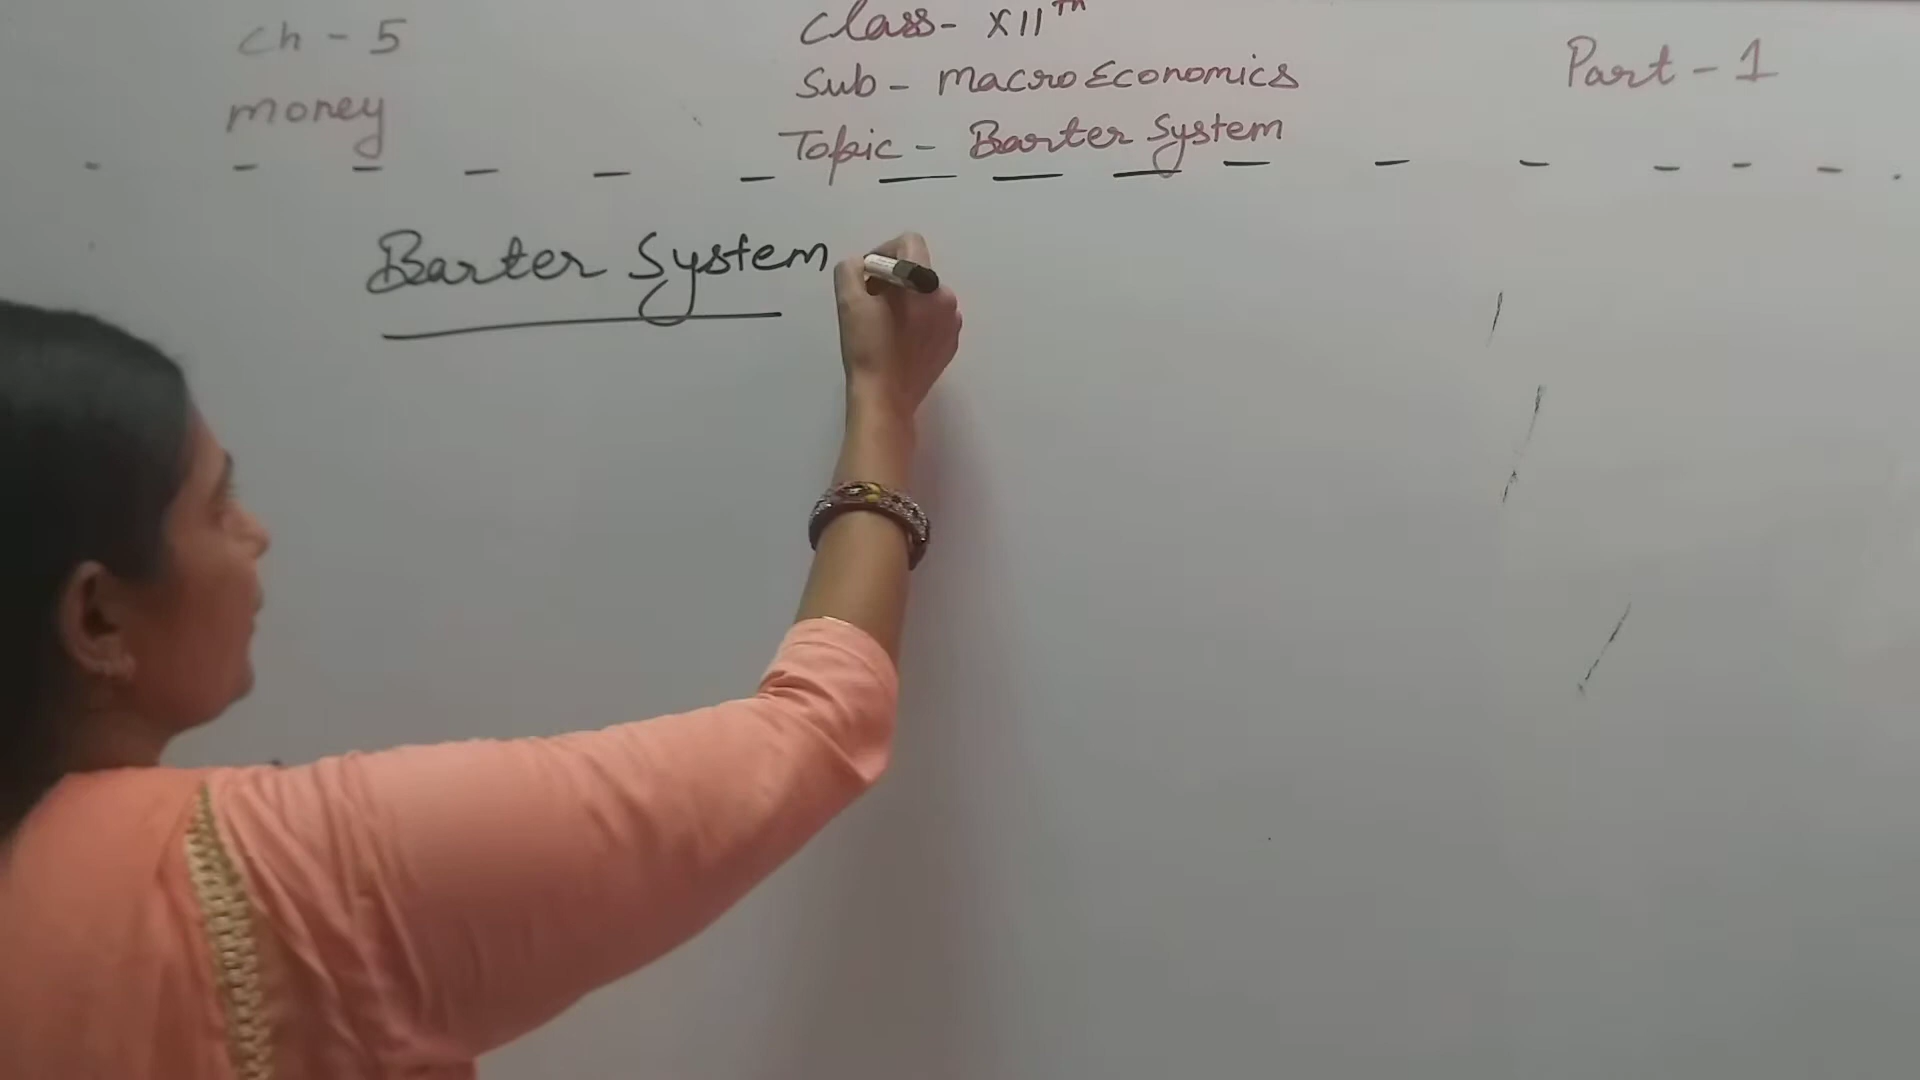 Ch - 5
money
Class - XIIth
Sub - Macro Economics
Topic - Barter System
Part - 1
Barter System